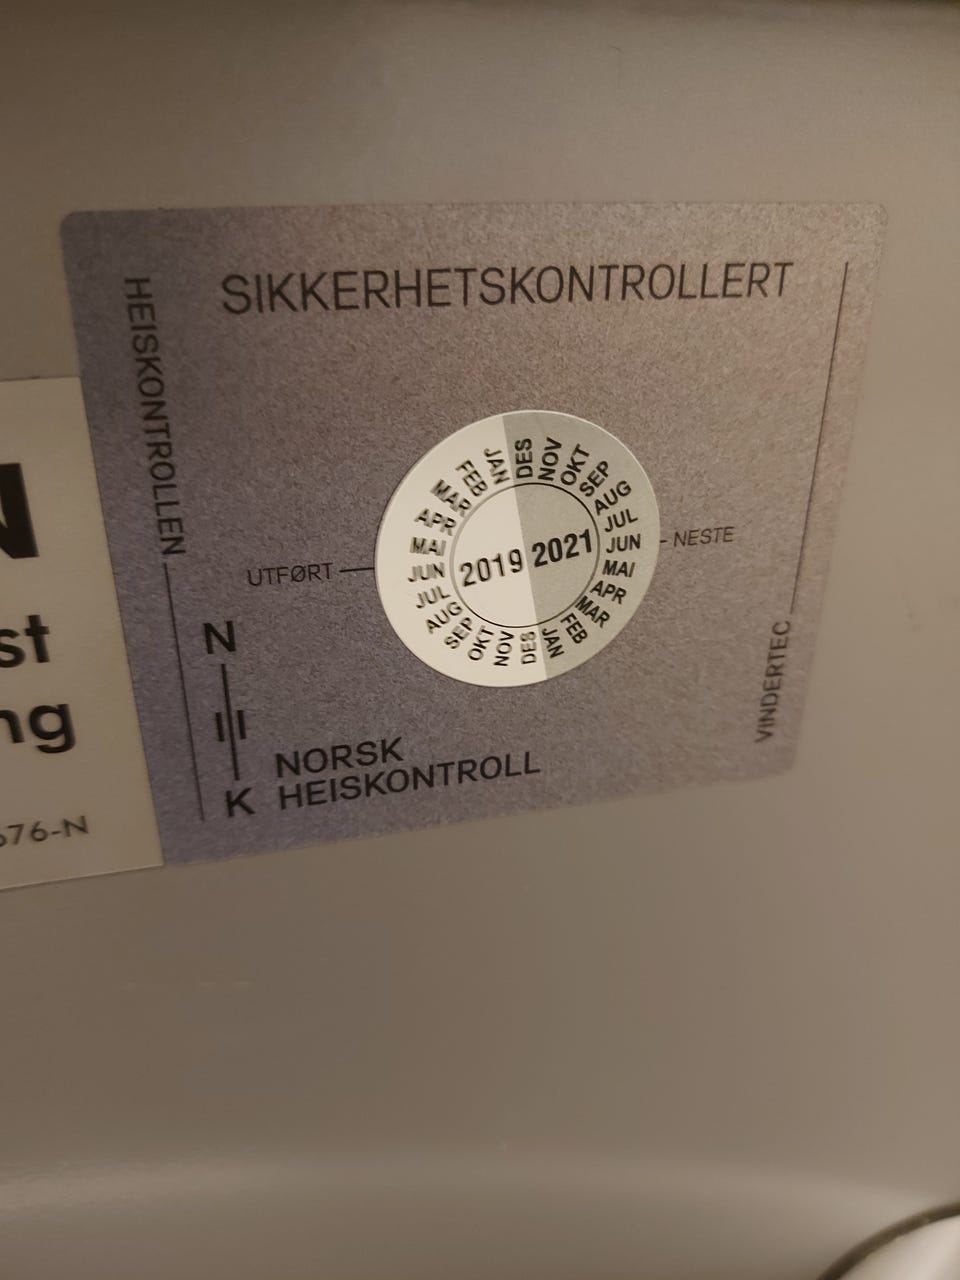 SIKKERHETSKONTROLLERT
HEISKONTROLLEN
UTFØRT
2019
JAN
FEB
MAR
APR
MAI
JUN
JUL
AUG
SEP
OKT
NOV
DES
2021
JAN
FEB
MAR
APR
MAI
JUN
JUL
AUG
SEP
OKT
NOV
DES
NESTE
VINDERTEC
N
K
NORSK
HEISKONTROLL
N
st
ng
676-N